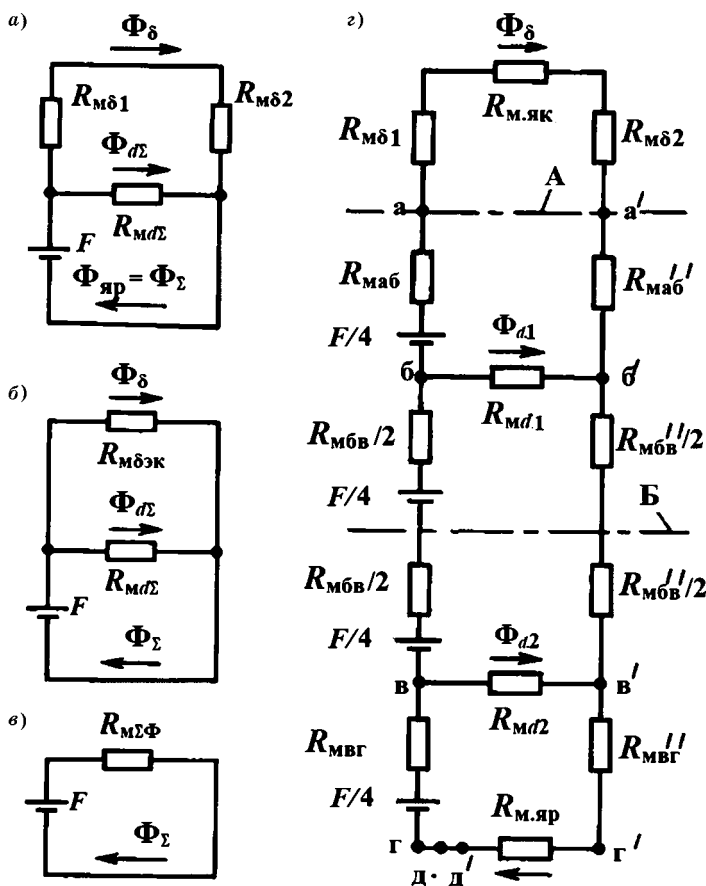 а)
Φδ
Rмδ1
Rмδ2
ΦdΣ
RмdΣ
F
Φяр = ΦΣ
б)
Φδ
Rмδэк
ΦdΣ
RмdΣ
F
ΦΣ
в)
RмΣФ
F
ΦΣ
г)
Φδ
Rм.як
Rмδ1
Rмδ2
А
а
а′
Rмаб
Rмаб′′
F/4
Φd1
б
б′
Rмd1
Rмбв/2
Rмбв′′/2
F/4
Б
Rмбв/2
Rмбв′′/2
F/4
Φd2
в
в′
Rмd2
Rмвг
Rмвг′′
F/4
Rм.яр
г
г′
д · д′